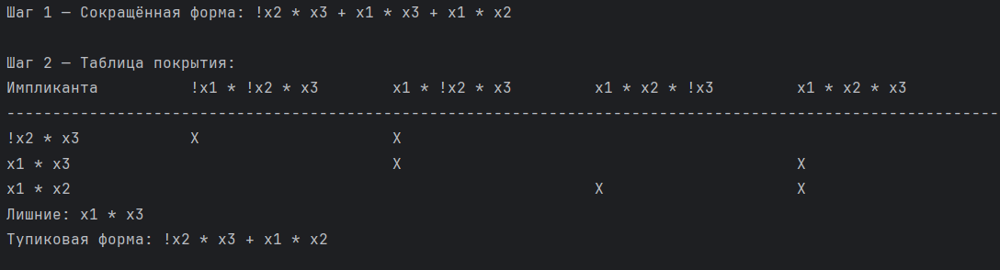 Шаг 1 — Сокращённая форма: !x2 * x3 + x1 * x3 + x1 * x2
Шаг 2 — Таблица покрытия:
Импликанта !x1 * !x2 * x3 x1 * !x2 * x3 x1 * x2 * !x3 x1 * x2 * x3
------------------------------------------------------------------------------------------------------------
!x2 * x3 X X
x1 * x3 X X
x1 * x2 X X
Лишние: x1 * x3
Тупиковая форма: !x2 * x3 + x1 * x2